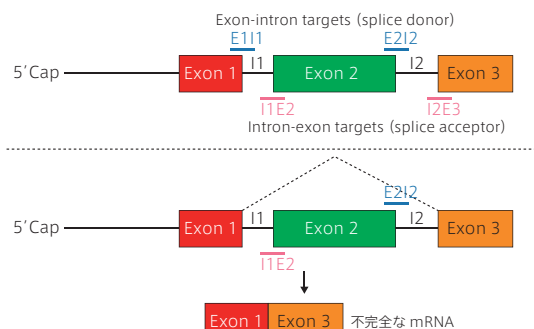 Exon-intron targets (splice donor)
E1I1 E2I2
5′Cap Exon 1 I1 Exon 2 I2 Exon 3
I1E2 I2E3
Intron-exon targets (splice acceptor)
E2I2
5′Cap Exon 1 I1 Exon 2 I2 Exon 3
I1E2
Exon 1 Exon 3 不完全な mRNA